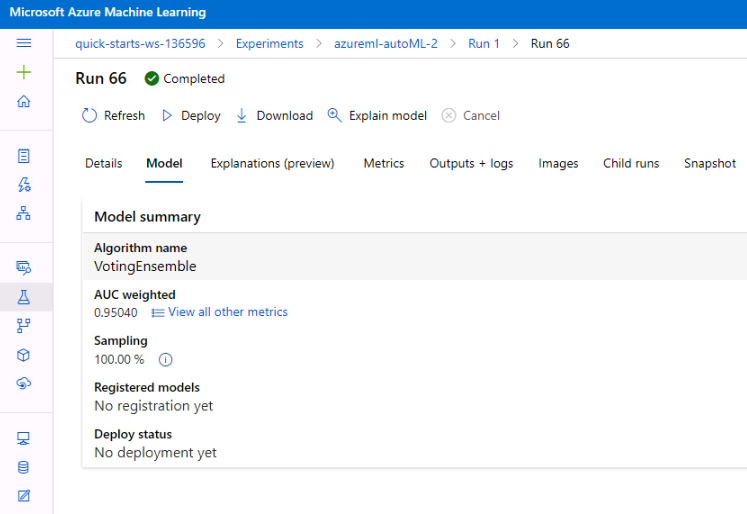 Microsoft Azure Machine Learning
quick-starts-ws-136596 > Experiments > azureml-autoML-2 > Run 1 > Run 66
Run 66 Completed
Refresh Deploy Download Explain model Cancel
Details Model Explanations (preview) Metrics Outputs + logs Images Child runs Snapshot
Model summary
Algorithm name
VotingEnsemble
AUC weighted
0.95040 View all other metrics
Sampling
100.00 %
Registered models
No registration yet
Deploy status
No deployment yet